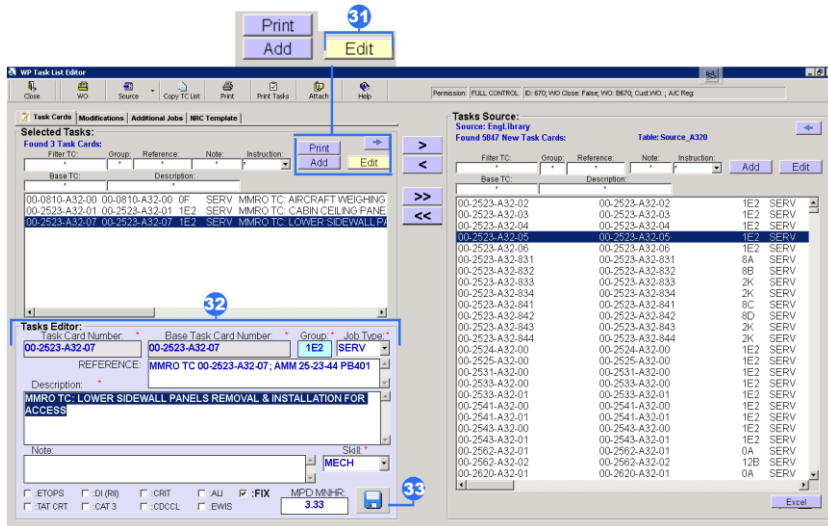 31
Print
Add Edit
WP Task List Editor
Close WO Source Copy TC List Print Print Tasks Attach Help
Permission: FULL CONTROL ID: 670; WO Close: False; WO: B670; Cust.WO: ; A/C Reg:
Task Cards Modifications Additional Jobs NRC Template
Selected Tasks:
Found 3 Task Cards:
Filter TC: Group: Reference: Note: Instruction:
* * * * *
Print
Add Edit
Base TC: Description:
* *
00-0810-A32-00 00-0810-A32-00 0F SERV MMRO TC: AIRCRAFT WEIGHING
00-2523-A32-01 00-2523-A32-01 1E2 SERV MMRO TC: CABIN CEILING PANE
00-2523-A32-07 00-2523-A32-07 1E2 SERV MMRO TC: LOWER SIDEWALL PA
>
<
>>
<<
32
Tasks Editor:
Task Card Number: * Base Task Card Number: * Group: * Job Type: *
00-2523-A32-07 00-2523-A32-07 1E2 SERV
REFERENCE: MMRO TC 00-2523-A32-07; AMM 25-23-44 PB401
Description: *
MMRO TC: LOWER SIDEWALL PANELS REMOVAL & INSTALLATION FOR
ACCESS
Note: Skill: *
MECH
:ETOPS :DI (RII) :CRIT :ALI :FIX MPD MNHR:
:TAT CRT :CAT 3 :CDCCL :EWIS 3.33
33
Tasks Source:
Source: EngLibrary
Found 5847 New Task Cards: Table: Source_A320
Filter TC: Group: Reference: Note: Instruction:
* * * * * Add Edit
Base TC: Description:
* *
00-2523-A32-02 00-2523-A32-02 1E2 SERV
00-2523-A32-03 00-2523-A32-03 1E2 SERV
00-2523-A32-04 00-2523-A32-04 1E2 SERV
00-2523-A32-05 00-2523-A32-05 1E2 SERV
00-2523-A32-06 00-2523-A32-06 1E2 SERV
00-2523-A32-831 00-2523-A32-831 8A SERV
00-2523-A32-832 00-2523-A32-832 8B SERV
00-2523-A32-833 00-2523-A32-833 2K SERV
00-2523-A32-834 00-2523-A32-834 2K SERV
00-2523-A32-841 00-2523-A32-841 8C SERV
00-2523-A32-842 00-2523-A32-842 8D SERV
00-2523-A32-843 00-2523-A32-843 2K SERV
00-2523-A32-844 00-2523-A32-844 2K SERV
00-2524-A32-00 00-2524-A32-00 1E2 SERV
00-2525-A32-00 00-2525-A32-00 1E2 SERV
00-2531-A32-00 00-2531-A32-00 1E2 SERV
00-2533-A32-00 00-2533-A32-00 1E2 SERV
00-2533-A32-01 00-2533-A32-01 1E2 SERV
00-2541-A32-00 00-2541-A32-00 1E2 SERV
00-2543-A32-00 00-2543-A32-00 1E2 SERV
00-2543-A32-01 00-2543-A32-01 1E2 SERV
00-2562-A32-01 00-2562-A32-01 0A SERV
00-2562-A32-02 00-2562-A32-02 12B SERV
00-2620-A32-01 00-2620-A32-01 0A SERV
Excel